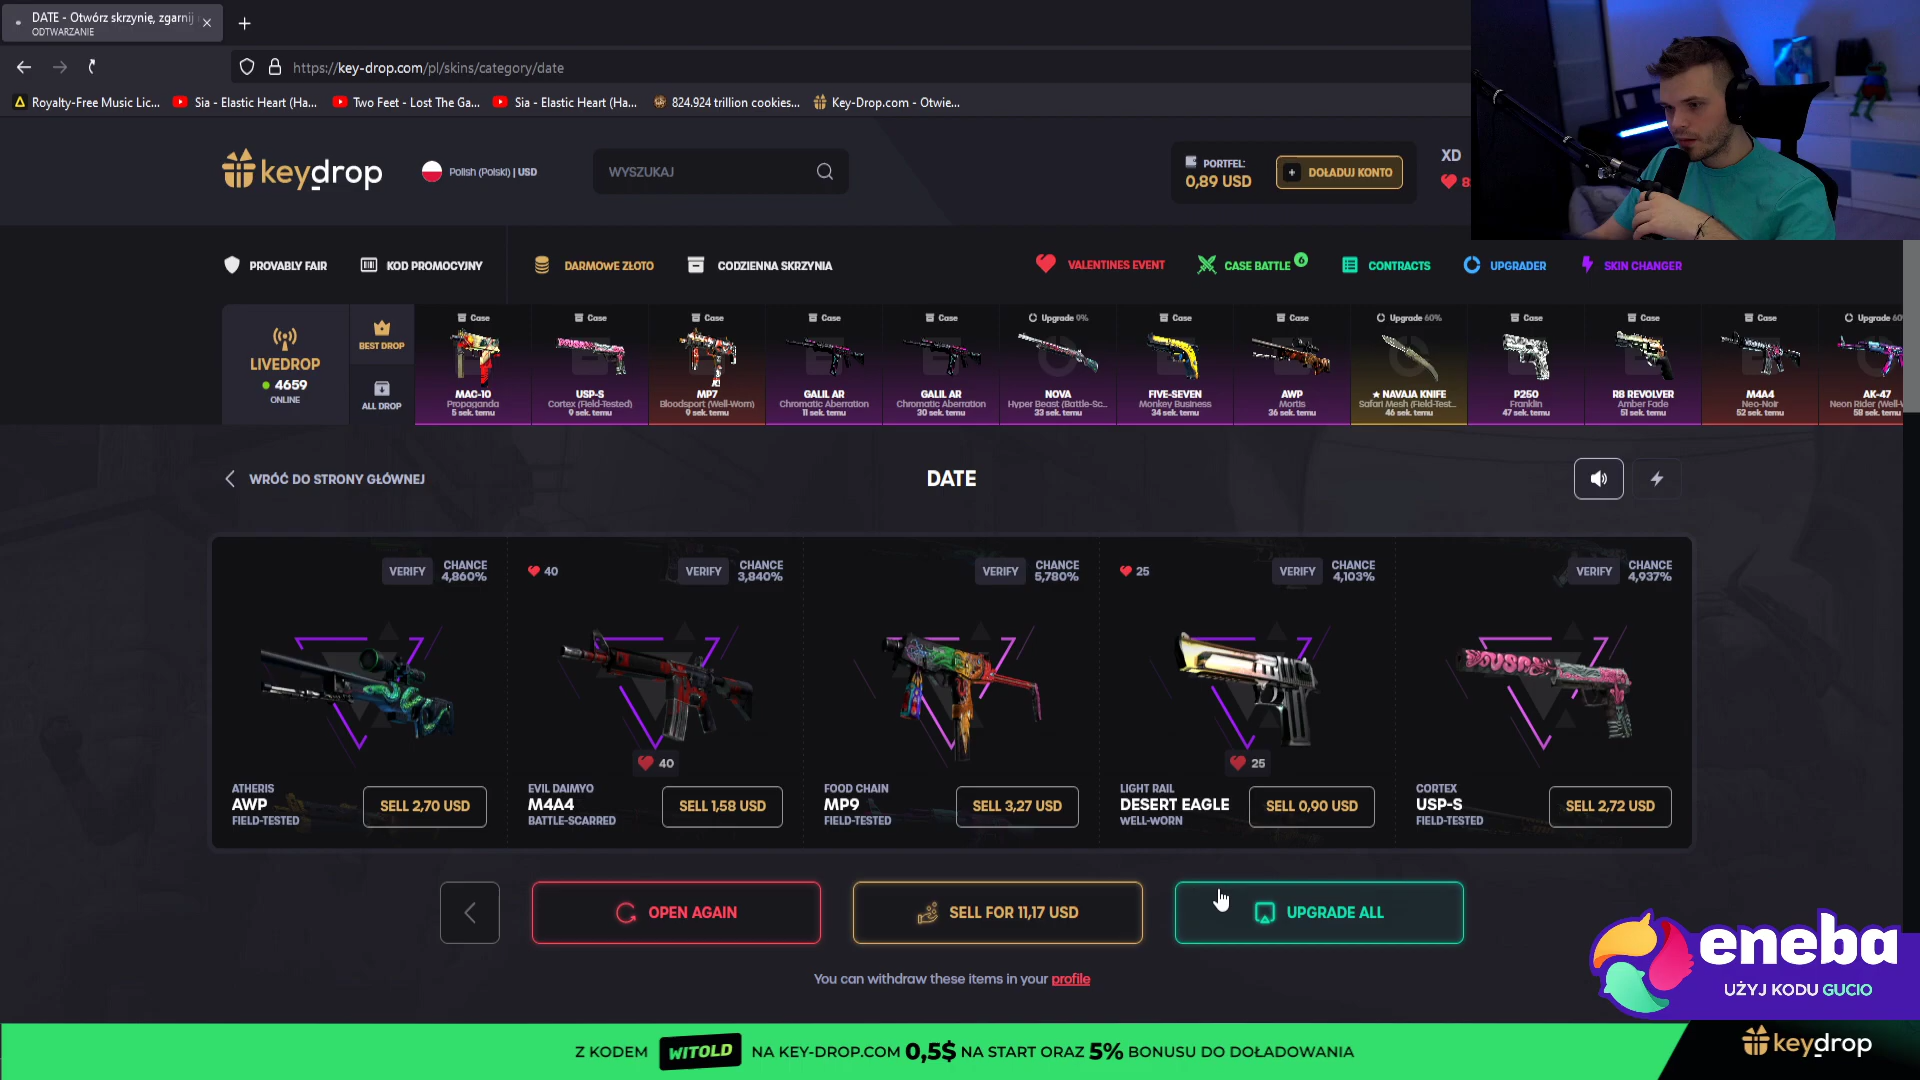 DATE - Otwórz skrzynię, zgarnij
ODTWARZANIE
https://key-drop.com/pl/skins/category/date
Royalty-Free Music Lic...
Sia - Elastic Heart (Ha...
Two Feet - Lost The Ga...
Sia - Elastic Heart (Ha...
824.924 trillion cookies...
Key-Drop.com - Otwie...
keydrop
Polish (Polski) | USD
WYSZUKAJ
PORTFEL:
0,89 USD
+ DOŁADUJ KONTO
XD
8
PROVABLY FAIR
KOD PROMOCYJNY
DARMOWE ZŁOTO
CODZIENNA SKRZYNIA
VALENTINES EVENT
CASE BATTLE 6
CONTRACTS
UPGRADER
SKIN CHANGER
LIVEDROP
4659
ONLINE
BEST DROP
ALL DROP
Case
MAC-10
Propaganda
5 sek. temu
Case
USP-S
Cortex (Field-Tested)
9 sek. temu
Case
MP7
Bloodsport (Well-Worn)
9 sek. temu
Case
GALIL AR
Chromatic Aberration
11 sek. temu
Case
GALIL AR
Chromatic Aberration
30 sek. temu
Upgrade 9%
NOVA
Hyper Beast (Battle-Sc...
33 sek. temu
Case
FIVE-SEVEN
Monkey Business
34 sek. temu
Case
AWP
Mortis
36 sek. temu
Upgrade 60%
★ NAVAJA KNIFE
Safari Mesh (Field-Test...
46 sek. temu
Case
P250
Franklin
47 sek. temu
Case
R8 REVOLVER
Amber Fade
51 sek. temu
Case
M4A4
Neo-Noir
52 sek. temu
Upgrade 60
AK-47
Neon Rider (Well-
58 sek. temu
WRÓĆ DO STRONY GŁÓWNEJ
DATE
VERIFY
CHANCE
4,860%
ATHERIS
AWP
FIELD-TESTED
SELL 2,70 USD
40
VERIFY
CHANCE
3,840%
40
EVIL DAIMYO
M4A4
BATTLE-SCARRED
SELL 1,58 USD
VERIFY
CHANCE
5,780%
FOOD CHAIN
MP9
FIELD-TESTED
SELL 3,27 USD
25
VERIFY
CHANCE
4,103%
25
LIGHT RAIL
DESERT EAGLE
WELL-WORN
SELL 0,90 USD
VERIFY
CHANCE
4,937%
CORTEX
USP-S
FIELD-TESTED
SELL 2,72 USD
OPEN AGAIN
SELL FOR 11,17 USD
UPGRADE ALL
You can withdraw these items in your profile
eneba
UŻYJ KODU GUCIO
Z KODEM WITOLD NA KEY-DROP.COM 0,5$ NA START ORAZ 5% BONUSU DO DOŁADOWANIA
keydrop